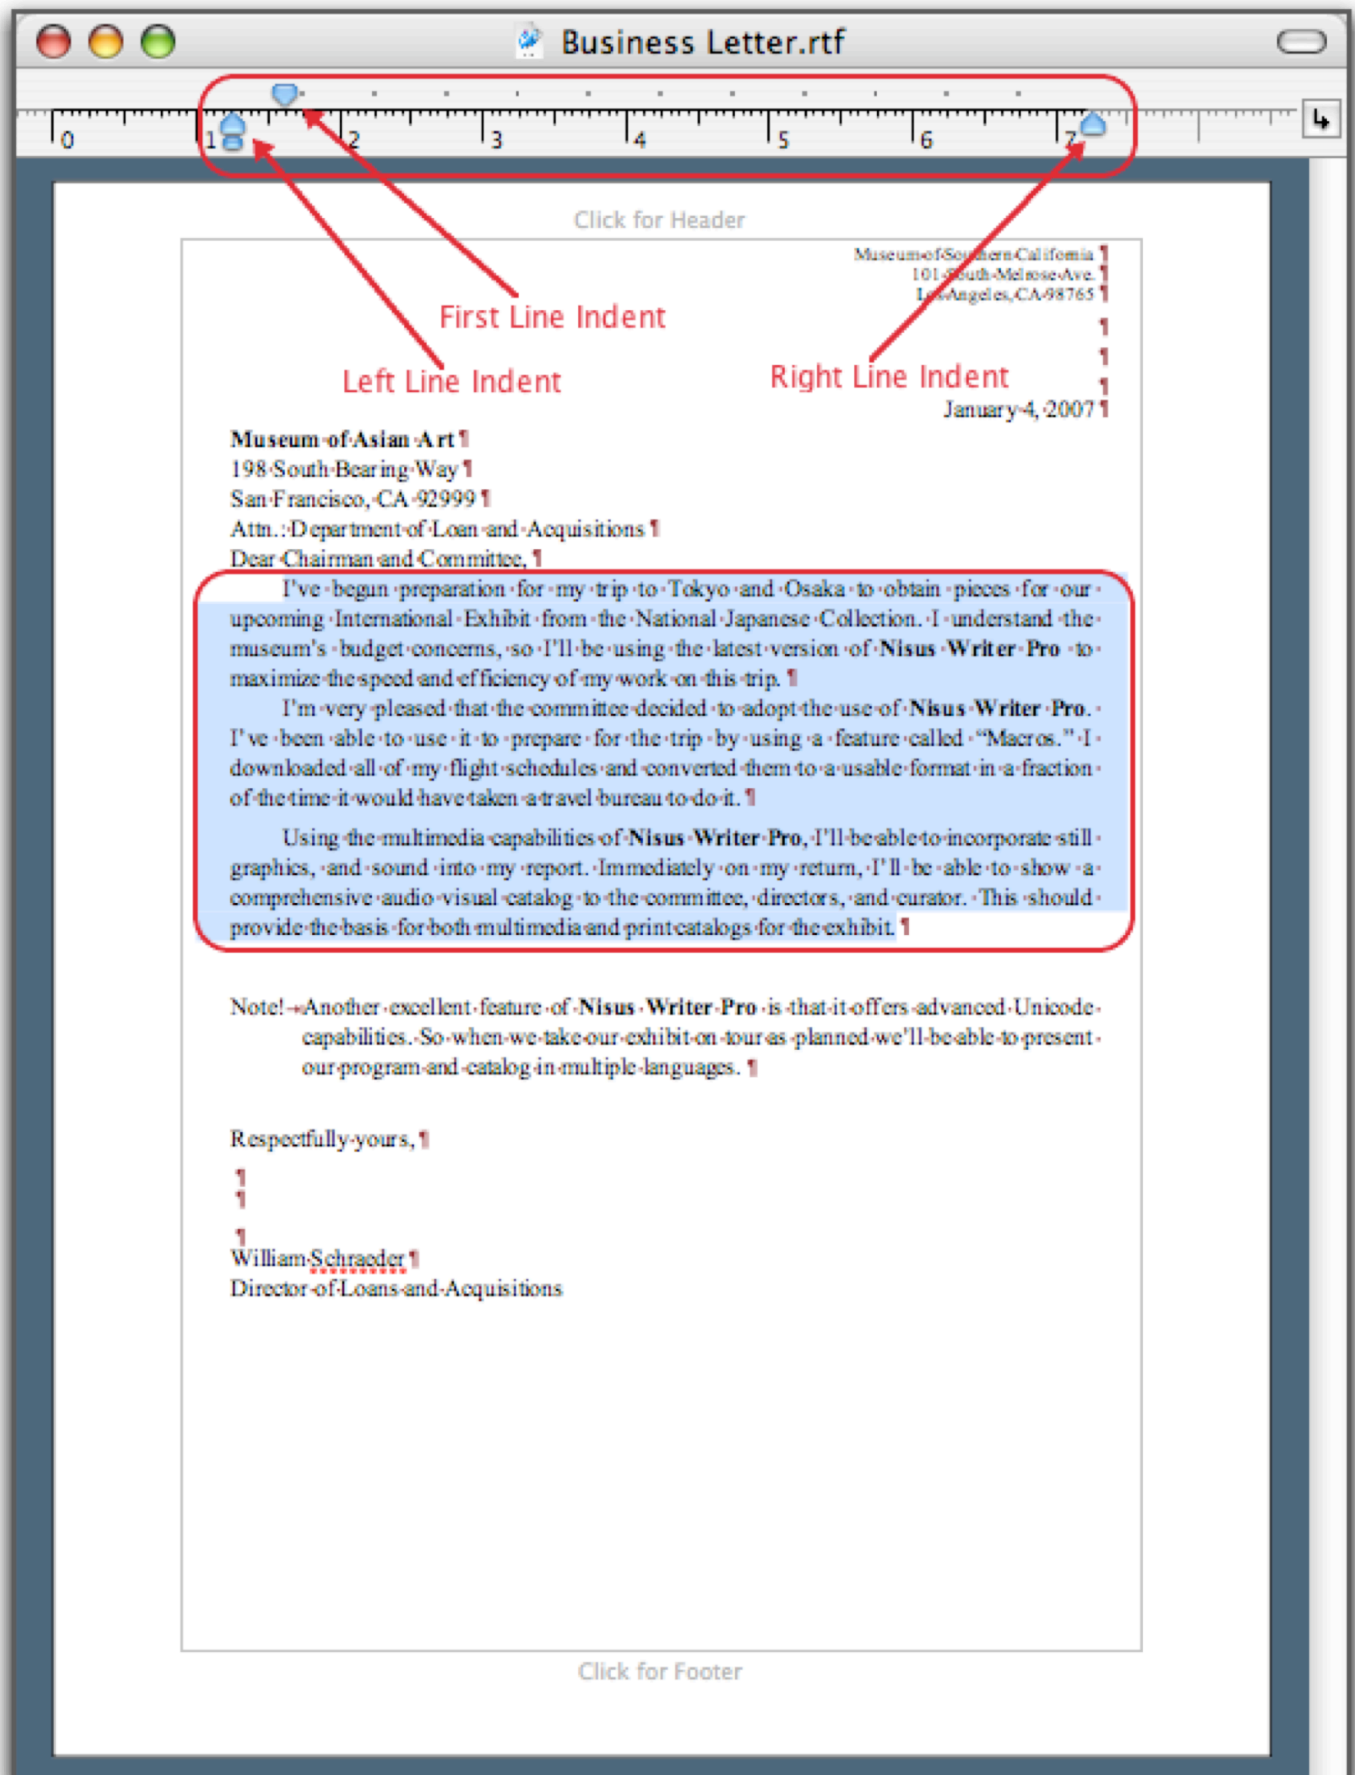 Business Letter.rtf
0 1 2 3 4 5 6 7
Click for Header
Museum of Southern California ¶
101 South Melrose Ave. ¶
Los Angeles, CA 98765 ¶
¶
First Line Indent
¶
Left Line Indent
Right Line Indent
¶
January 4, 2007 ¶
Museum of Asian Art ¶
198 South Bearing Way ¶
San Francisco, CA 92999 ¶
Attn.: Department of Loan and Acquisitions ¶
Dear Chairman and Committee, ¶
I've begun preparation for my trip to Tokyo and Osaka to obtain pieces for our
upcoming International Exhibit from the National Japanese Collection. I understand the
museum's budget concerns, so I'll be using the latest version of Nisus Writer Pro to
maximize the speed and efficiency of my work on this trip. ¶
I'm very pleased that the committee decided to adopt the use of Nisus Writer Pro.
I've been able to use it to prepare for the trip by using a feature called “Macros.” I
downloaded all of my flight schedules and converted them to a usable format in a fraction
of the time it would have taken a travel bureau to do it. ¶
Using the multimedia capabilities of Nisus Writer Pro, I'll be able to incorporate still
graphics, and sound into my report. Immediately on my return, I'll be able to show a
comprehensive audio visual catalog to the committee, directors, and curator. This should
provide the basis for both multimedia and print catalogs for the exhibit. ¶
Note!→Another excellent feature of Nisus Writer Pro is that it offers advanced Unicode
capabilities. So when we take our exhibit on tour as planned we'll be able to present
our program and catalog in multiple languages. ¶
Respectfully yours, ¶
¶
¶
¶
William Schraeder ¶
Director of Loans and Acquisitions
Click for Footer